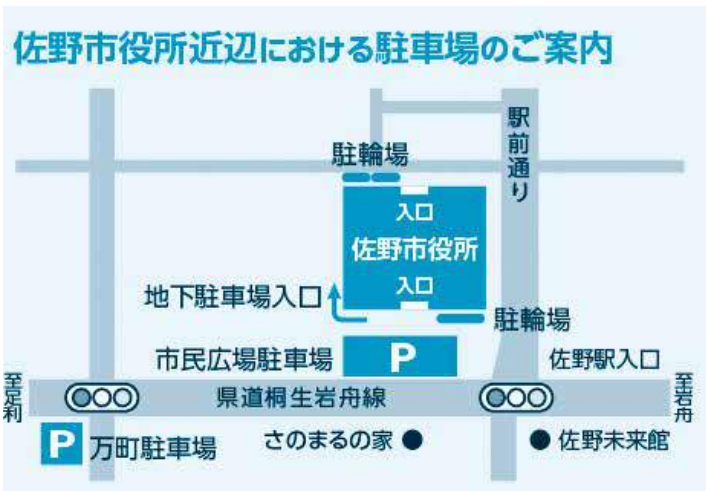 佐野市役所近辺における駐車場のご案内
駅前通り
駐輪場
入口
佐野市役所
入口
地下駐車場入口
駐輪場
市民広場駐車場
P
佐野駅入口
至足利
県道桐生岩舟線
至岩舟
P
万町駐車場
さのまるの家
佐野未来館